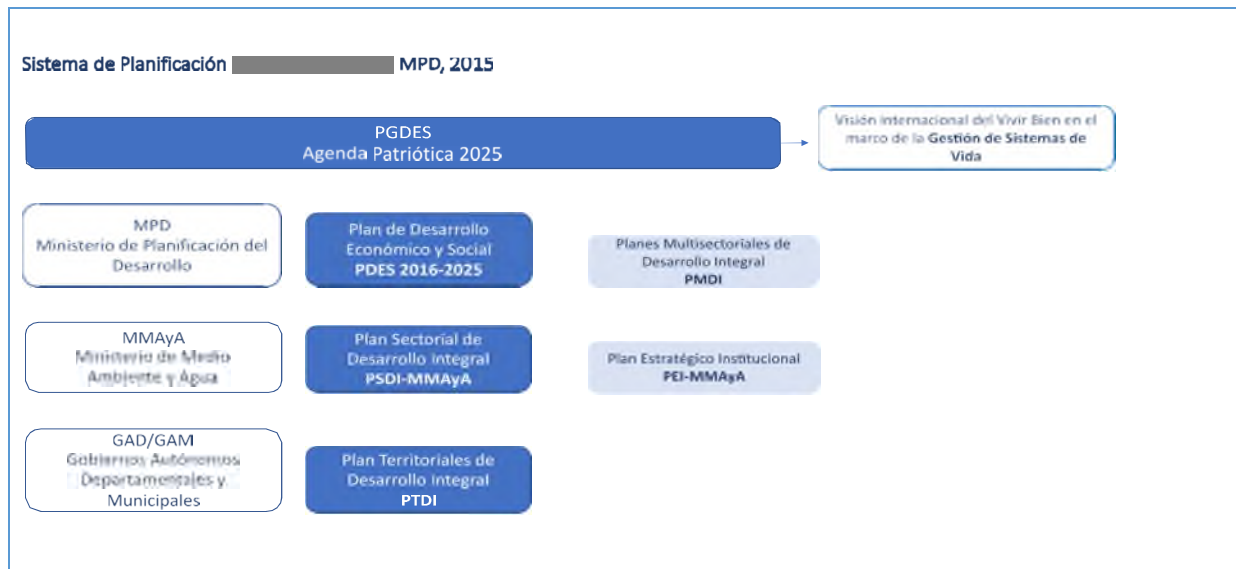 Sistema de Planificación MPD, 2015
PGDES
Agenda Patriótica 2025
Visión internacional del Vivir Bien en el
marco de la Gestión de Sistemas de
Vida
MPD
Ministerio de Planificación del
Desarrollo
Plan de Desarrollo
Económico y Social
PDES 2016-2025
Planes Multisectoriales de
Desarrollo Integral
PMDI
MMAyA
Ministerio de Medio
Ambiente y Agua
Plan Sectorial de
Desarrollo Integral
PSDI-MMAyA
Plan Estratégico Institucional
PEI-MMAyA
GAD/GAM
Gobiernos Autónomos
Departamentales y
Municipales
Plan Territoriales de
Desarrollo Integral
PTDI